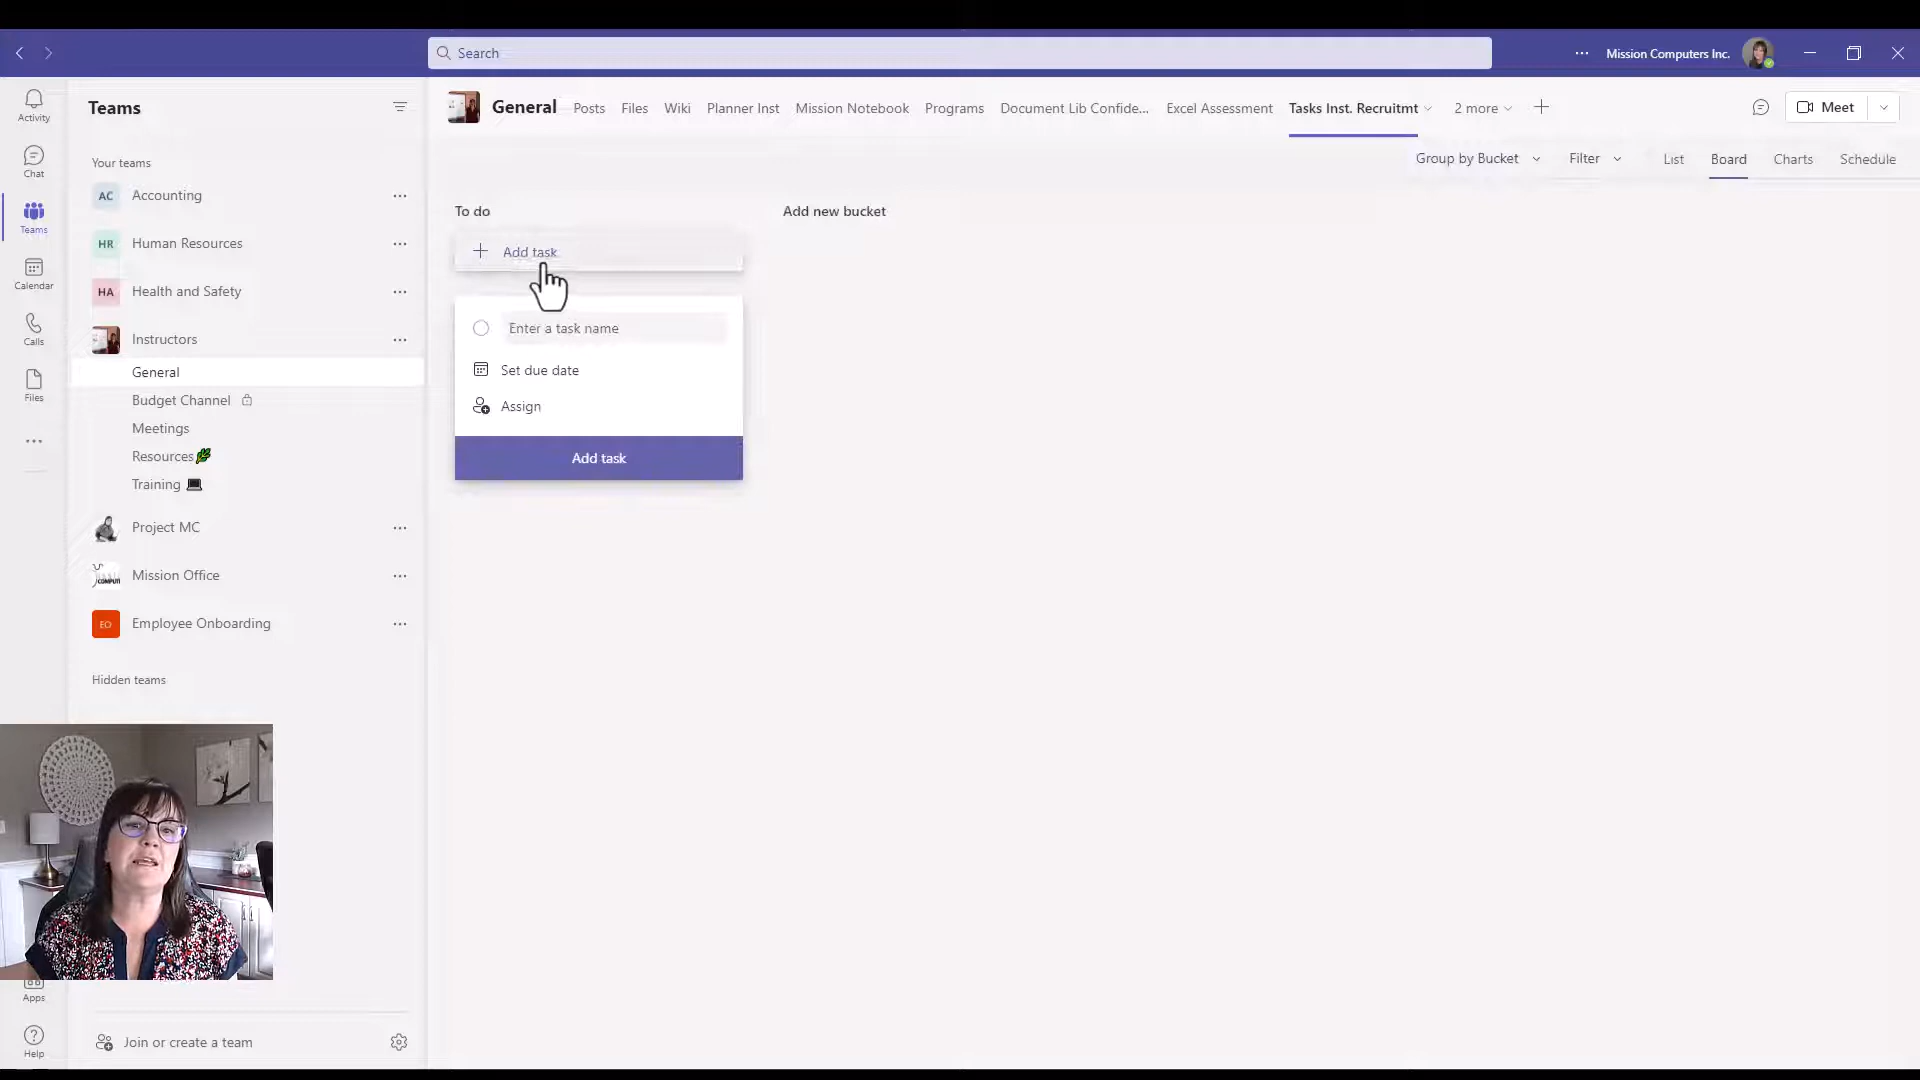 Search
Mission Computers Inc.
Activity
Chat
Teams
Calendar
Calls
Files
Apps
Help
Teams
Your teams
AC Accounting
HR Human Resources
HA Health and Safety
Instructors
General
Budget Channel
Meetings
Resources
Training
Project MC
Mission Office
EO Employee Onboarding
Hidden teams
Join or create a team
General Posts Files Wiki Planner Inst Mission Notebook Programs Document Lib Confide... Excel Assessment Tasks Inst. Recruitmt 2 more
Meet
Group by Bucket Filter List Board Charts Schedule
To do Add new bucket
Add task
Enter a task name
Set due date
Assign
Add task